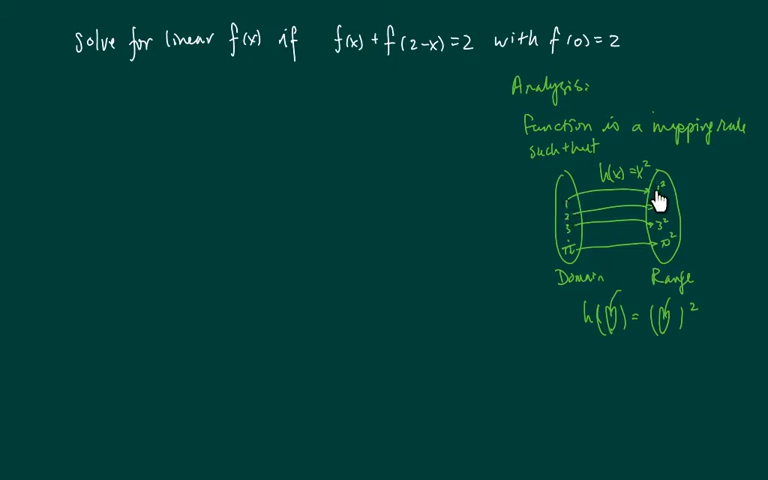 Solve for linear f(x) if f(x) + f(2-x) = 2 with f(0) = 2
Analysis:
Function is a mapping rule
such that
h(x) = x²
1
2
3
π
3²
π²
Domain Range
h( ) = ( )²